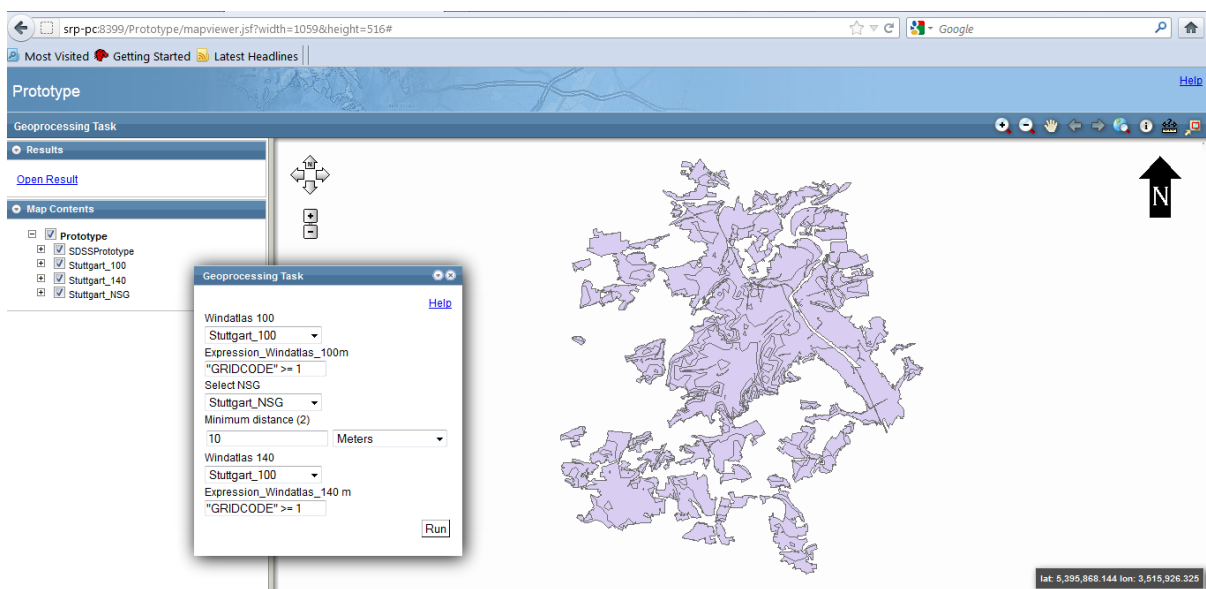 srp-pc:8399/Prototype/mapviewer.jsf?width=1059&height=516#
Google
Most Visited Getting Started Latest Headlines
Prototype
Help
Geoprocessing Task
Results
Open Result
Map Contents
Prototype
SDSSPrototype
Stuttgart_100
Stuttgart_140
Stuttgart_NSG
Geoprocessing Task
Help
Windatlas 100
Stuttgart_100
Expression_Windatlas_100m
"GRIDCODE" >= 1
Select NSG
Stuttgart_NSG
Minimum distance (2)
10 Meters
Windatlas 140
Stuttgart_100
Expression_Windatlas_140 m
"GRIDCODE" >= 1
Run
N
N
lat: 5,395,868.144 lon: 3,515,926.325